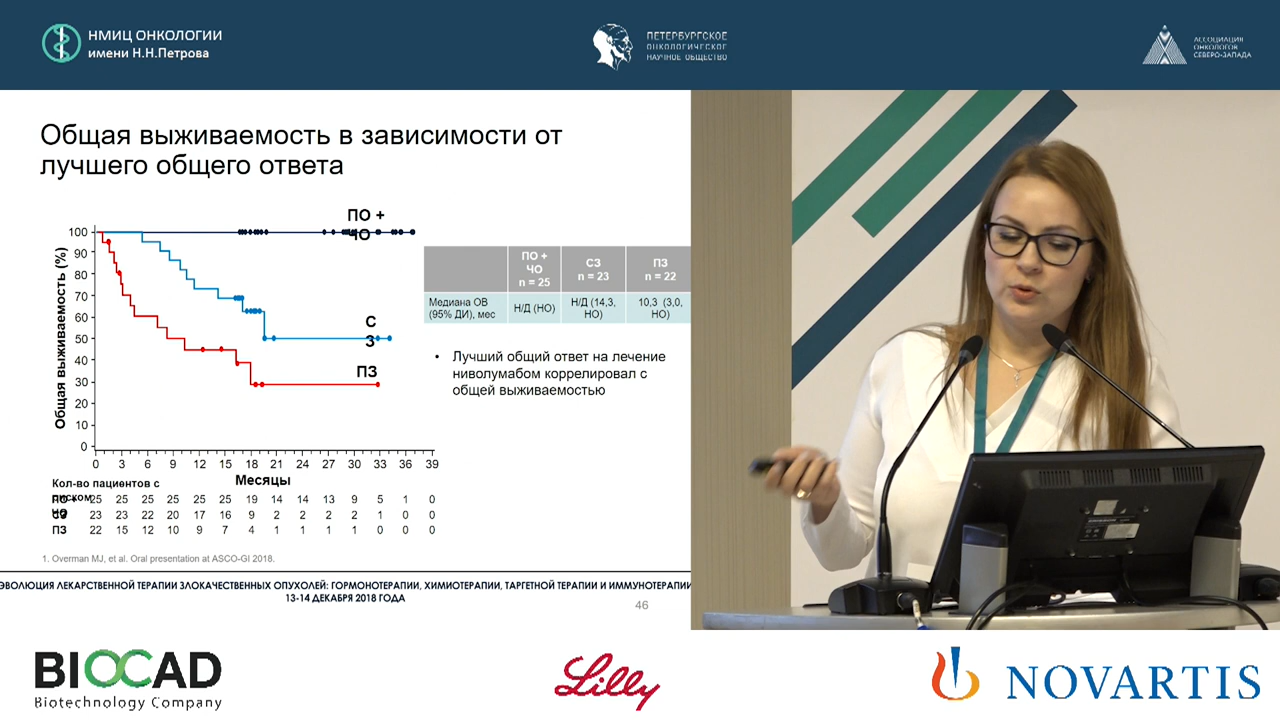 НМИЦ ОНКОЛОГИИ
имени Н.Н.Петрова
ПЕТЕРБУРГСКОЕ
ОНКОЛОГИЧЕСКОЕ
НАУЧНОЕ ОБЩЕСТВО
АССОЦИАЦИЯ
ОНКОЛОГОВ
СЕВЕРО-ЗАПАДА
Общая выживаемость в зависимости от
лучшего общего ответа
ПО +
ЧО
С
З
ПЗ
Общая выживаемость (%)
100
90
80
70
60
50
40
30
20
10
0
0 3 6 9 12 15 18 21 24 27 30 33 36 39
Месяцы
Кол-во пациентов с
риском
ПО +
ЧО
25 25 25 25 25 25 19 14 14 13 9 5 1 0
СЗ 23 23 22 20 17 16 9 2 2 2 2 1 0 0
ПЗ 22 15 12 10 9 7 4 1 1 1 1 0 0 0
ПО +
ЧО
n = 25
СЗ
n = 23
ПЗ
n = 22
Медиана ОВ
(95% ДИ), мес
Н/Д (НО)
Н/Д (14,3,
НО)
10,3 (3,0,
НО)
• Лучший общий ответ на лечение
ниволумабом коррелировал с
общей выживаемостью
1. Overman MJ, et al. Oral presentation at ASCO-GI 2018.
ЭВОЛЮЦИЯ ЛЕКАРСТВЕННОЙ ТЕРАПИИ ЗЛОКАЧЕСТВЕННЫХ ОПУХОЛЕЙ: ГОРМОНОТЕРАПИИ, ХИМИОТЕРАПИИ, ТАРГЕТНОЙ ТЕРАПИИ И ИММУНОТЕРАПИИ
13-14 ДЕКАБРЯ 2018 ГОДА
46
BIOCAD
Biotechnology Company
Lilly
NOVARTIS